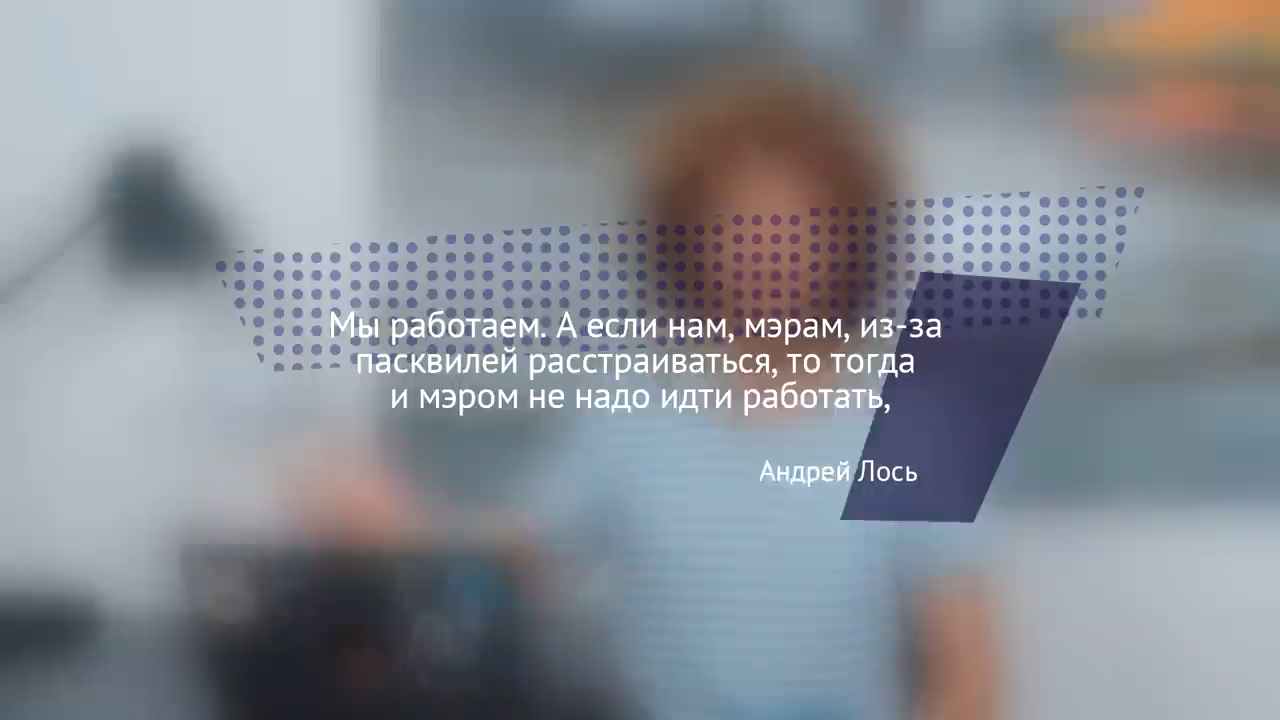 Мы работаем. А если нам, мэрам, из-за
пасквилей расстраиваться, то тогда
и мэром не надо идти работать,
Андрей Лось